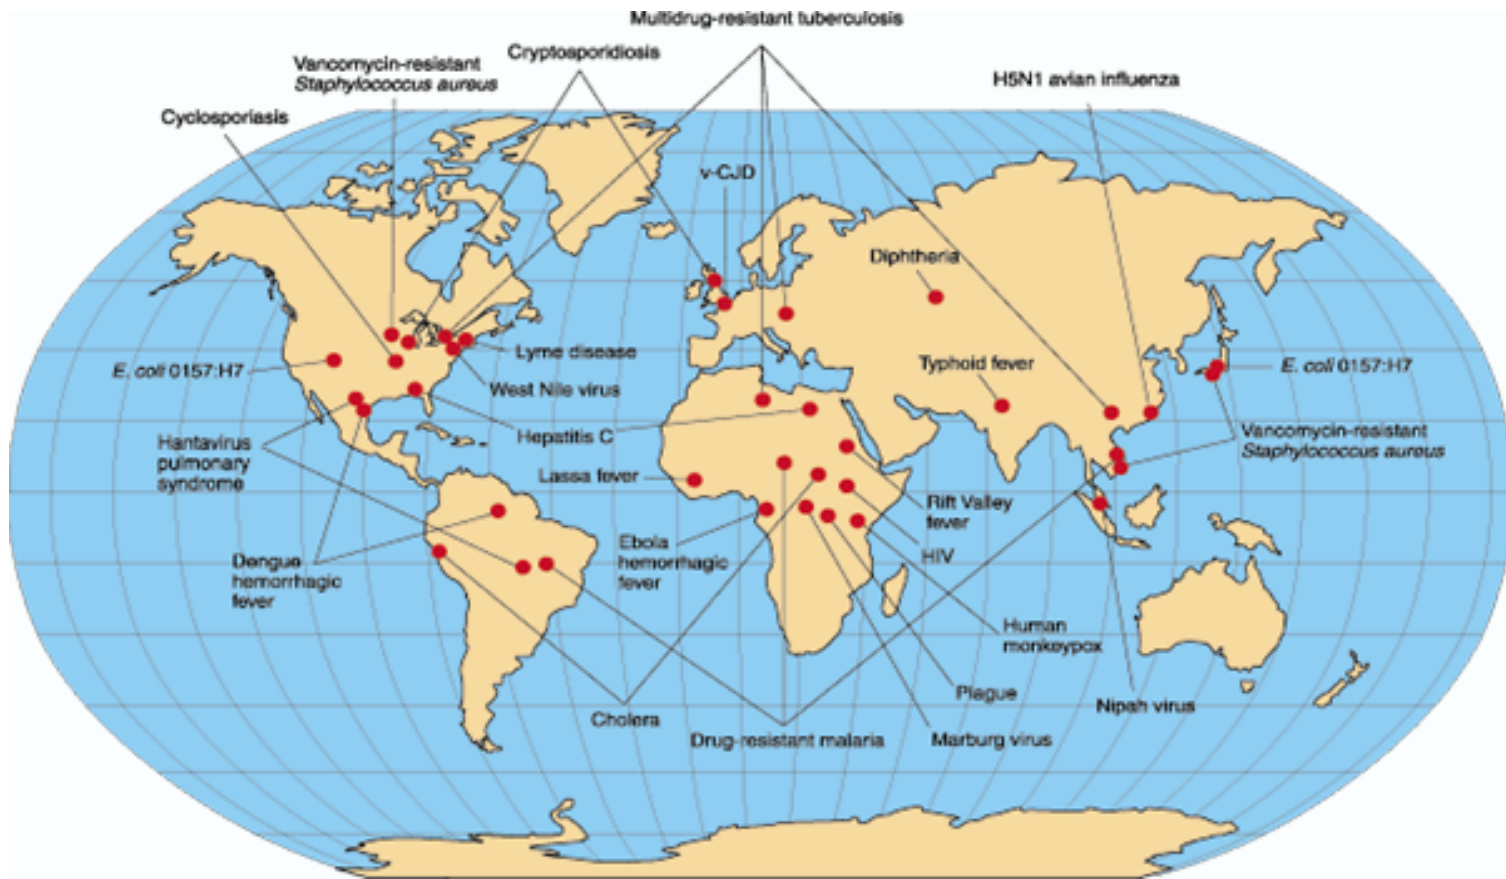 Multidrug-resistant tuberculosis
Cryptosporidiosis
Vancomycin-resistant
Staphylococcus aureus
H5N1 avian influenza
Cyclosporiasis
v-CJD
Diphtheria
Lyme disease
Typhoid fever
E. coli 0157:H7
E. coli 0157:H7
West Nile virus
Hepatitis C
Vancomycin-resistant
Staphylococcus aureus
Hantavirus
pulmonary
syndrome
Lassa fever
Rift Valley
fever
Ebola
hemorrhagic
fever
HIV
Dengue
hemorrhagic
fever
Human
monkeypox
Plague
Nipah virus
Cholera
Drug-resistant malaria
Marburg virus